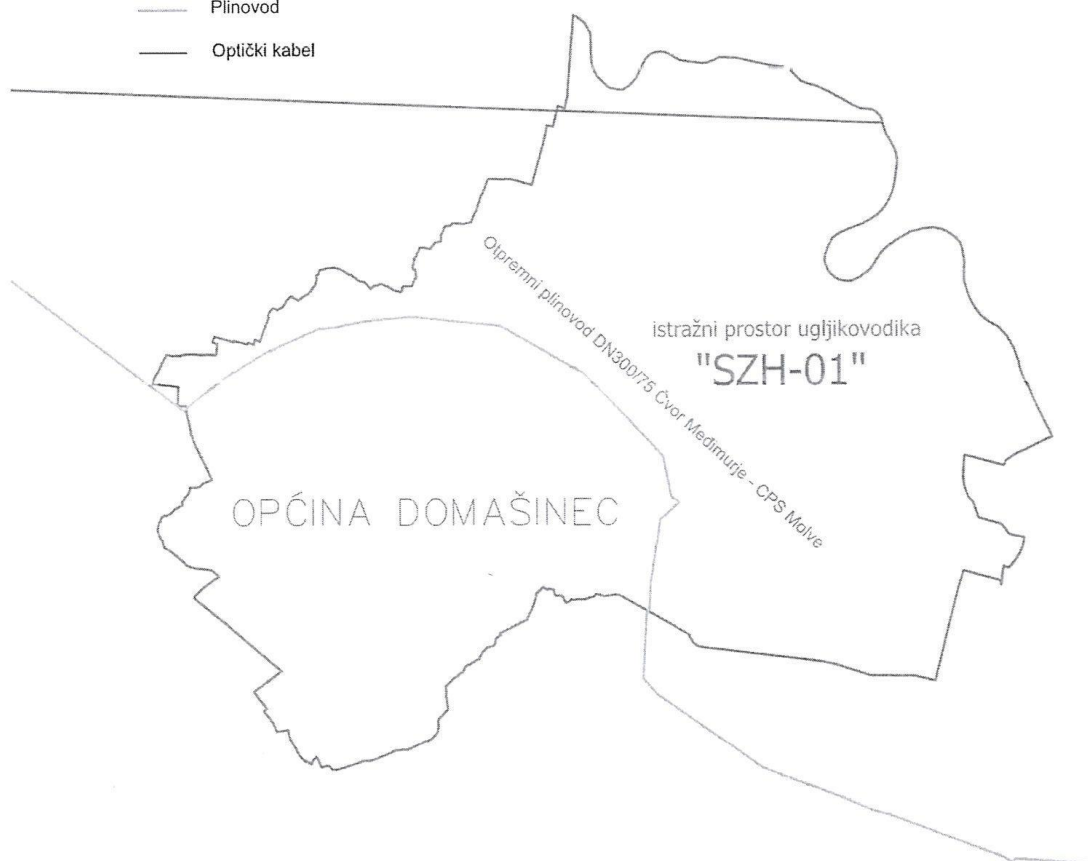 Plinovod
Optički kabel
Otpremni plinovod DN300/75 Čvor Međimurje - CPS Molve
istražni prostor ugljikovodika
"SZH-01"
OPĆINA DOMAŠINEC